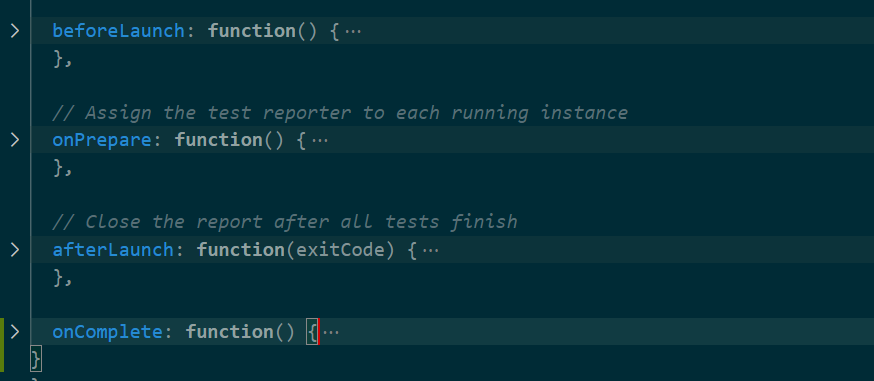 beforeLaunch: function() {···
},
// Assign the test reporter to each running instance
onPrepare: function() {···
},
// Close the report after all tests finish
afterLaunch: function(exitCode) {···
},
onComplete: function() {···
}